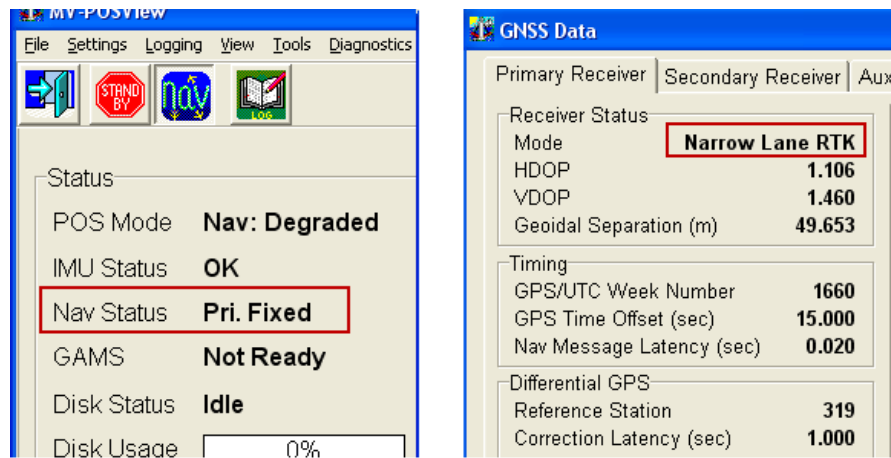 MV-POSView
File Settings Logging View Tools Diagnostics
STAND BY nav LOG
Status
POS Mode Nav: Degraded
IMU Status OK
Nav Status Pri. Fixed
GAMS Not Ready
Disk Status Idle
Disk Usage 0%
GNSS Data
Primary Receiver Secondary Receiver Aux
Receiver Status
Mode Narrow Lane RTK
HDOP 1.106
VDOP 1.460
Geoidal Separation (m) 49.653
Timing
GPS/UTC Week Number 1660
GPS Time Offset (sec) 15.000
Nav Message Latency (sec) 0.020
Differential GPS
Reference Station 319
Correction Latency (sec) 1.000